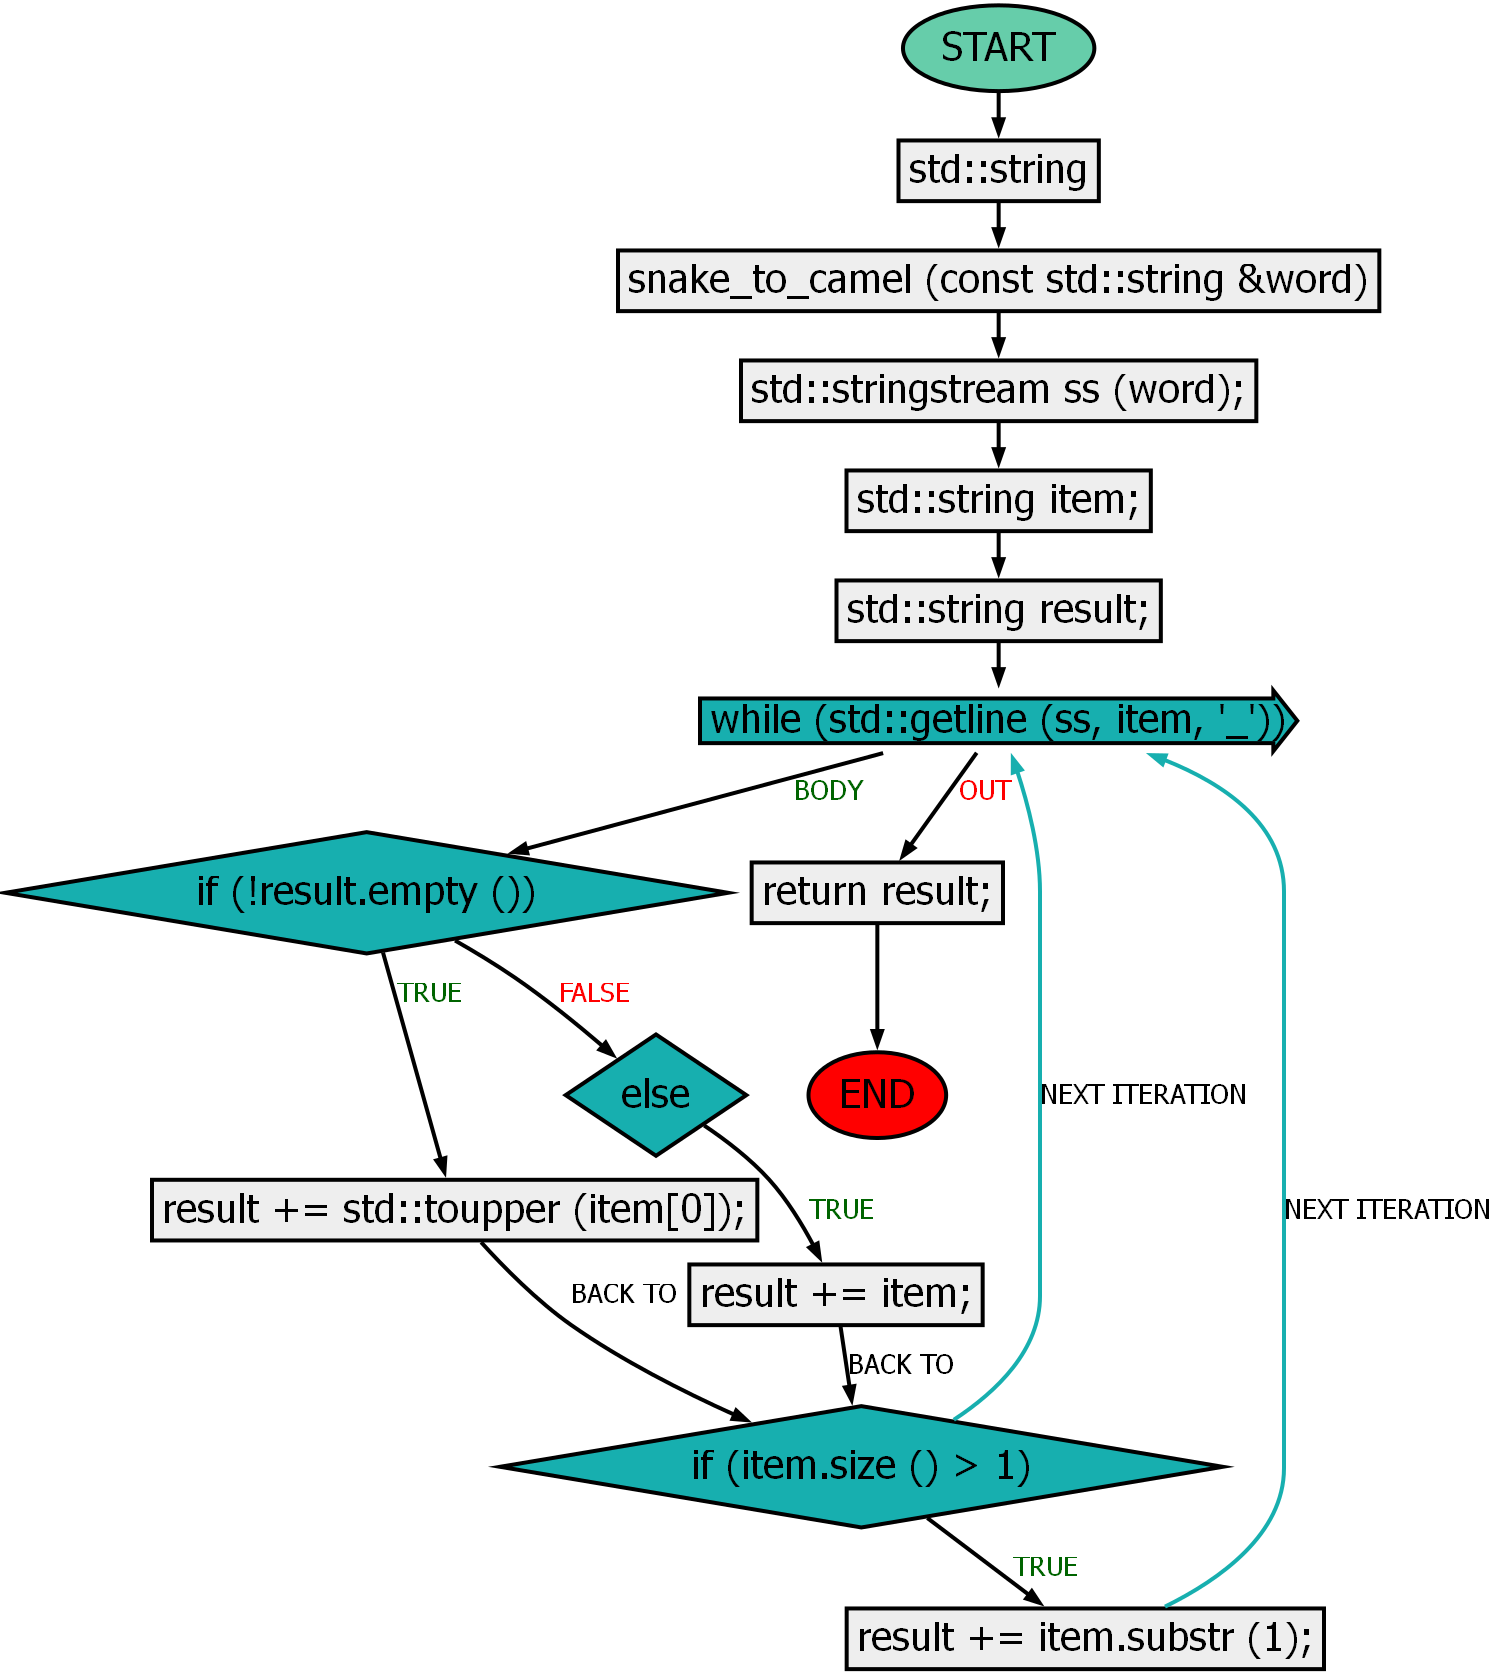 START
std::string
snake_to_camel (const std::string &word)
std::stringstream ss (word);
std::string item;
std::string result;
while (std::getline (ss, item, '_'))
BODY
OUT
if (!result.empty ())
return result;
TRUE
FALSE
else
END
NEXT ITERATION
result += std::toupper (item[0]);
TRUE
NEXT ITERATION
BACK TO
result += item;
BACK TO
if (item.size () > 1)
TRUE
result += item.substr (1);